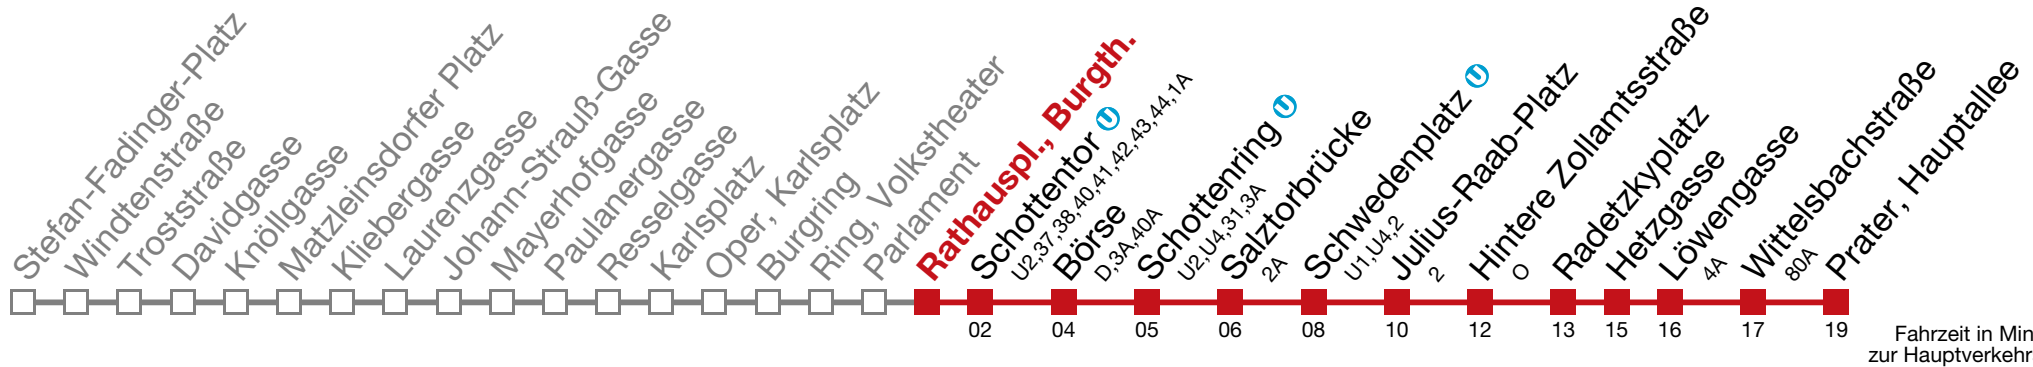 Stefan-Fadinger-Platz
Windtenstraße
Troststraße
Davidgasse
Knöllgasse
Matzleinsdorfer Platz
Kliebergasse
Laurenzgasse
Johann-Strauß-Gasse
Mayerhofgasse
Paulanergasse
Resselgasse
Karlsplatz
Oper, Karlsplatz
Burgring
Ring, Volkstheater
Parlament
Rathauspl., Burgth.
Schottentor U
U2,37,38,40,41,42,43,44,1A
Börse
D,3A,40A
Schottenring U
U2,U4,31,3A
Salztorbrücke
2A
Schwedenplatz U
U1,U4,2
Julius-Raab-Platz
2
Hintere Zollamtsstraße
O
Radetzkyplatz
Hetzgasse
Löwengasse
4A
Wittelsbachstraße
80A
Prater, Hauptallee
02 04 05 06 08 10 12 13 15 16 17 19
Fahrzeit in Min
zur Hauptverkehr